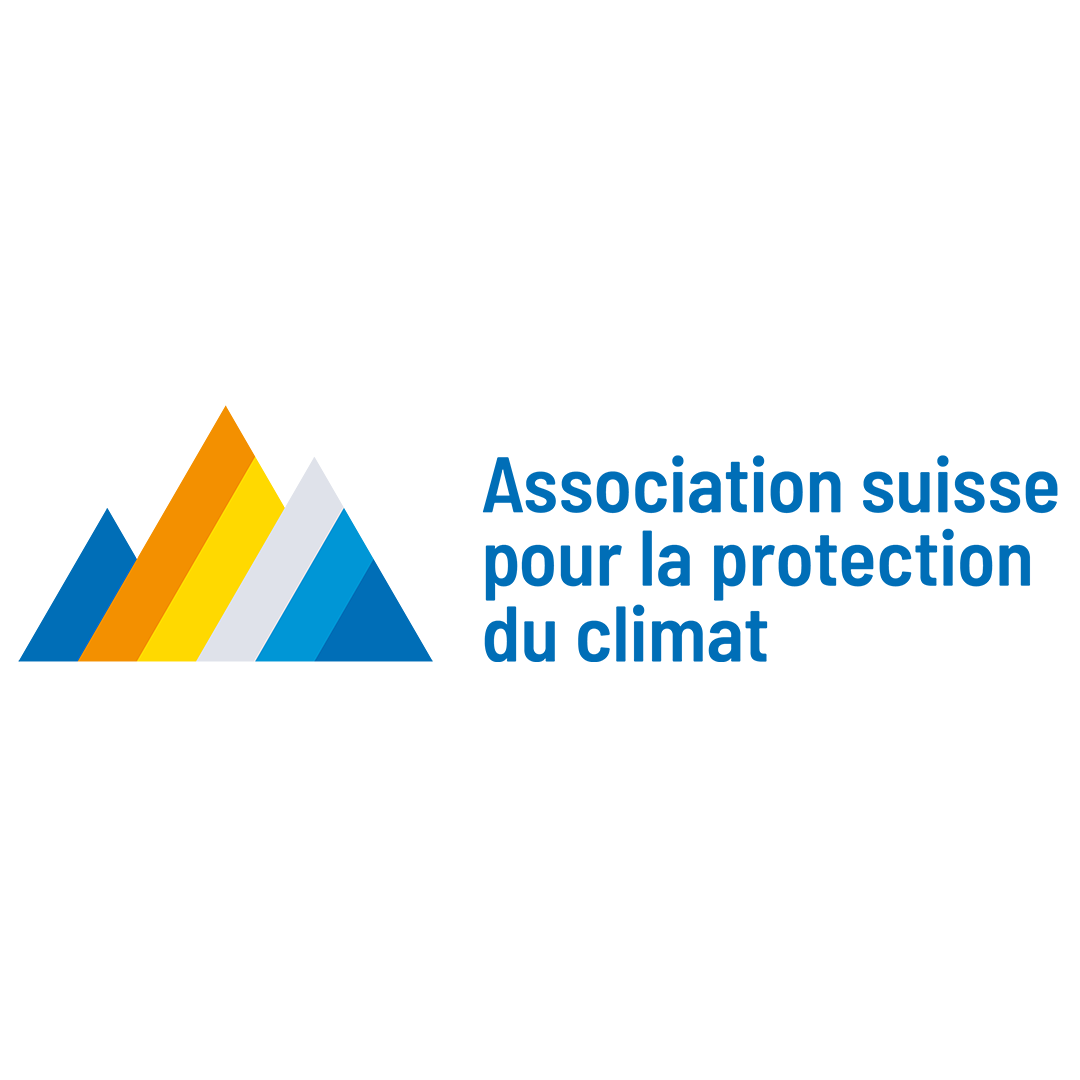 Association suisse
pour la protection
du climat